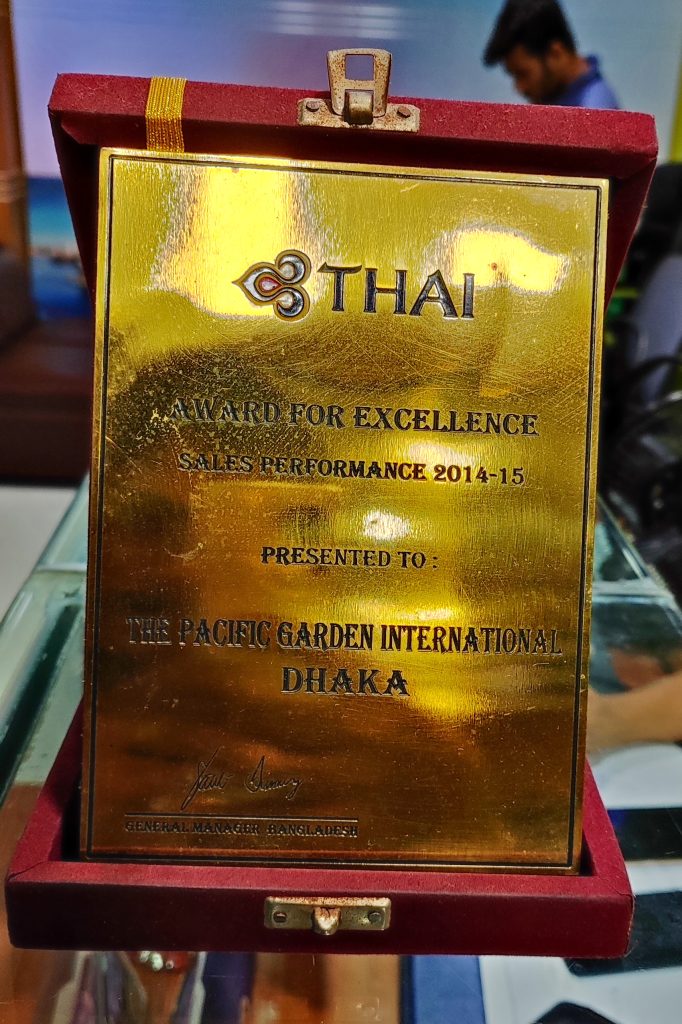 THAI
AWARD FOR EXCELLENCE
SALES PERFORMANCE 2014-15
PRESENTED TO :
THE PACIFIC GARDEN INTERNATIONAL
DHAKA
GENERAL MANAGER BANGLADESH